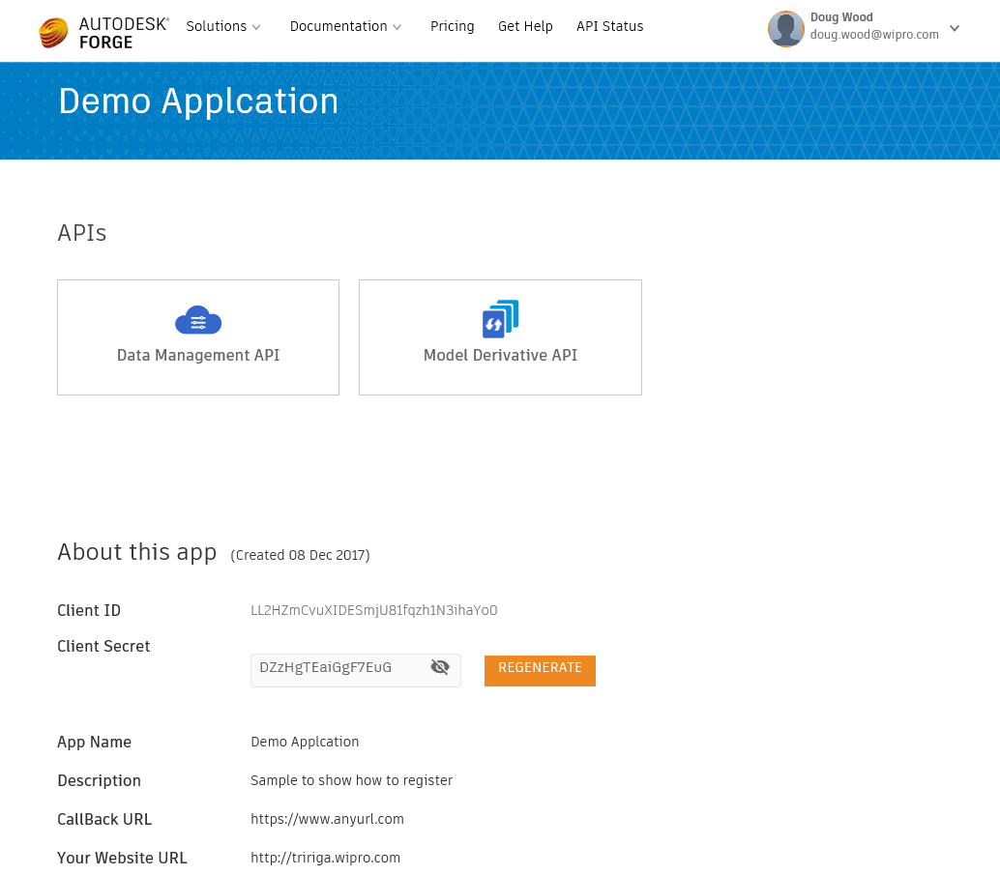 AUTODESK®
FORGE
Solutions
Documentation
Pricing
Get Help
API Status
Doug Wood
doug.wood@wipro.com
Demo Applcation
APIs
Data Management API
Model Derivative API
About this app (Created 08 Dec 2017)
Client ID LL2HZmCvuXIDESmjU81fqzh1N3ihaYo0
Client Secret
DZzHgTEaiGgF7EuG REGENERATE
App Name Demo Applcation
Description Sample to show how to register
CallBack URL https://www.anyurl.com
Your Website URL http://tririga.wipro.com